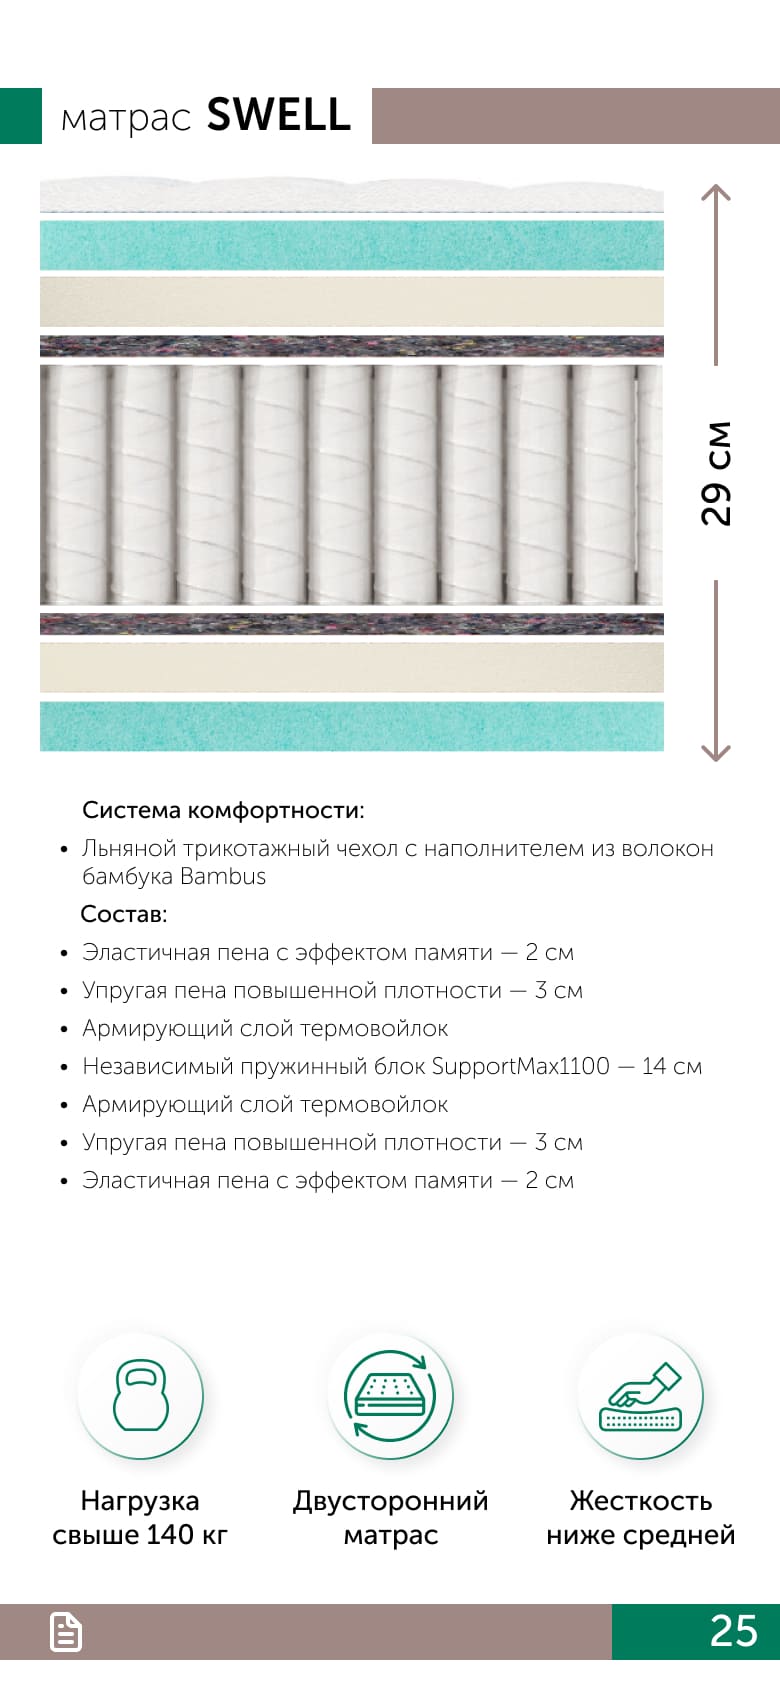 матрас SWELL
29 см
Система комфортности:
• Льняной трикотажный чехол с наполнителем из волокон
бамбука Bambus
Состав:
• Эластичная пена с эффектом памяти — 2 см
• Упругая пена повышенной плотности — 3 см
• Армирующий слой термовойлок
• Независимый пружинный блок SupportMax1100 — 14 см
• Армирующий слой термовойлок
• Упругая пена повышенной плотности — 3 см
• Эластичная пена с эффектом памяти — 2 см
Нагрузка
свыше 140 кг
Двусторонний
матрас
Жесткость
ниже средней
25